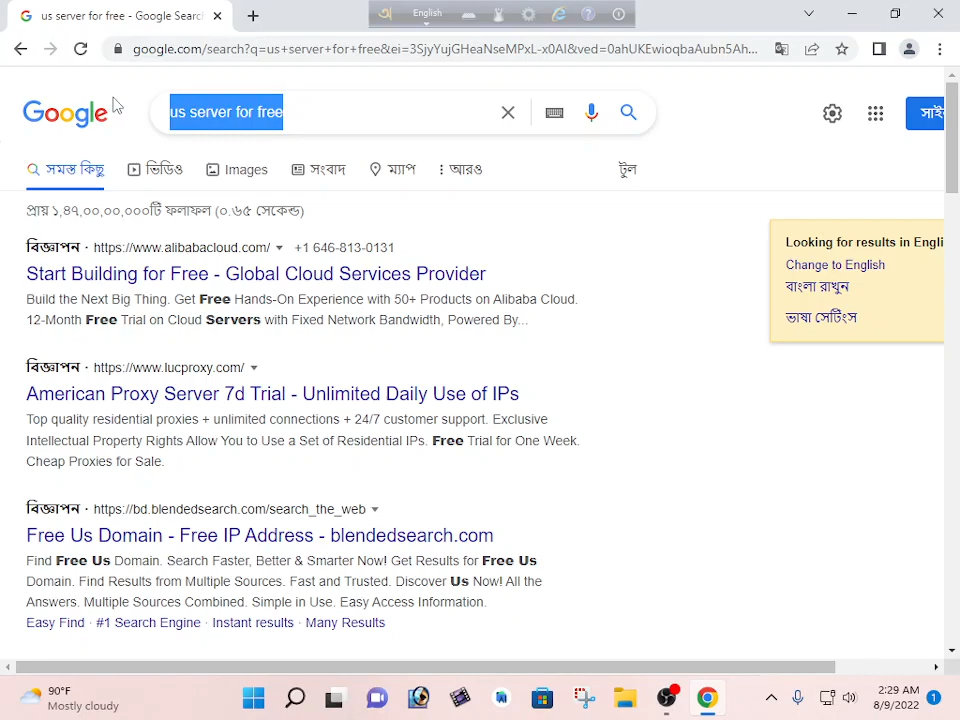 us server for free - Google Searc
English
google.com/search?q=us+server+for+free&ei=3SjyYujGHeaNseMPxL-x0AI&ved=0ahUKEwioqbaAubn5Ah...
Google
us server for free
সাই
সমস্ত কিছু
ভিডিও
Images
সংবাদ
ম্যাপ
আরও
টুল
প্রায় ১,৪৭,০০,০০,০০০টি ফলাফল (০.৬৫ সেকেন্ড)
বিজ্ঞাপন · https://www.alibabacloud.com/ +1 646-813-0131
Start Building for Free - Global Cloud Services Provider
Build the Next Big Thing. Get Free Hands-On Experience with 50+ Products on Alibaba Cloud.
12-Month Free Trial on Cloud Servers with Fixed Network Bandwidth, Powered By...
Looking for results in Engli
Change to English
বাংলা রাখুন
ভাষা সেটিংস
বিজ্ঞাপন · https://www.lucproxy.com/
American Proxy Server 7d Trial - Unlimited Daily Use of IPs
Top quality residential proxies + unlimited connections + 24/7 customer support. Exclusive
Intellectual Property Rights Allow You to Use a Set of Residential IPs. Free Trial for One Week.
Cheap Proxies for Sale.
বিজ্ঞাপন · https://bd.blendedsearch.com/search_the_web
Free Us Domain - Free IP Address - blendedsearch.com
Find Free Us Domain. Search Faster, Better & Smarter Now! Get Results for Free Us
Domain. Find Results from Multiple Sources. Fast and Trusted. Discover Us Now! All the
Answers. Multiple Sources Combined. Simple in Use. Easy Access Information.
Easy Find · #1 Search Engine · Instant results · Many Results
90°F
Mostly cloudy
2:29 AM
8/9/2022
1